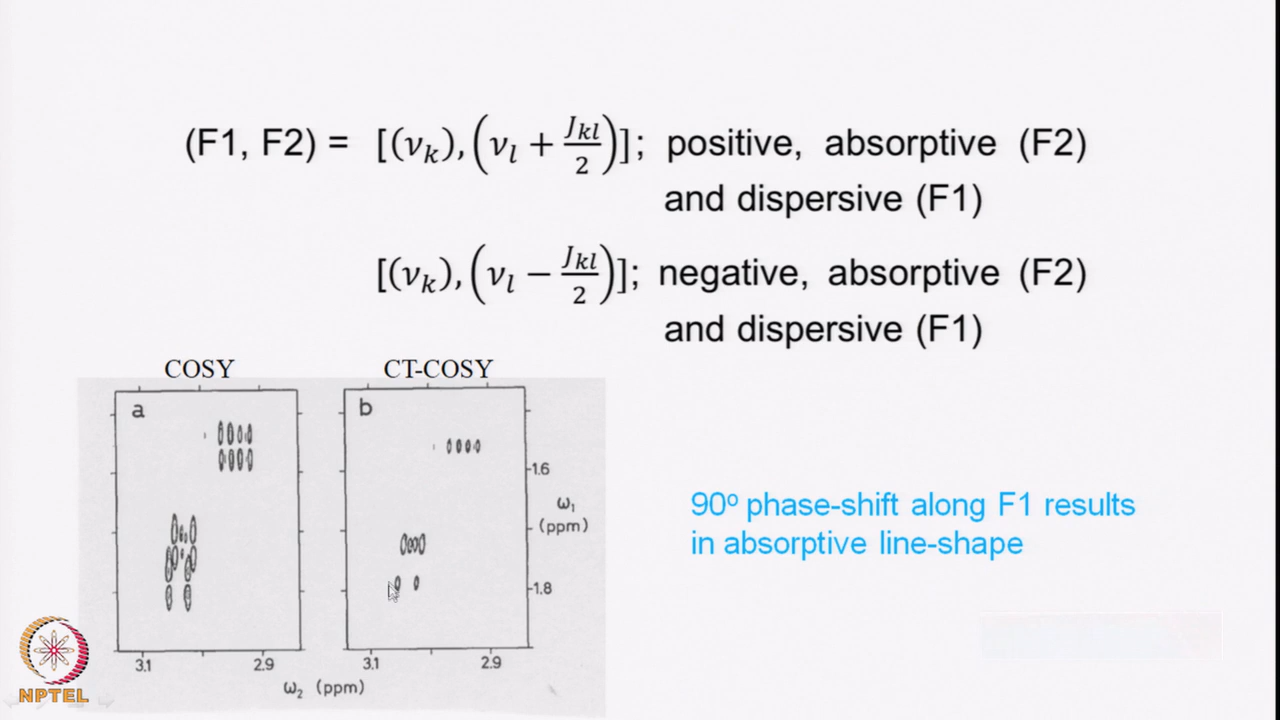 (F1, F2) = [(νₖ), (νₗ + Jₖₗ/2)]; positive, absorptive (F2)
and dispersive (F1)
[(νₖ), (νₗ − Jₖₗ/2)]; negative, absorptive (F2)
and dispersive (F1)
COSY CT-COSY
a b
1.6
ω₁
(ppm)
1.8
3.1 2.9 3.1 2.9
ω₂ (ppm)
90º phase-shift along F1 results
in absorptive line-shape
NPTEL